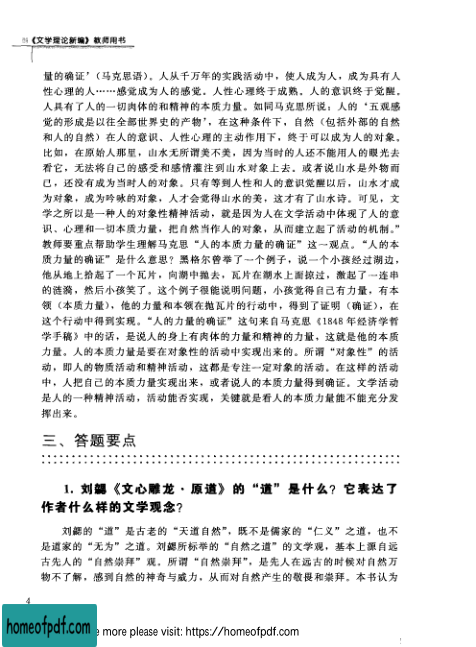 《文学理论新编》教师用书
量的确证’(马克思语)。人从千万年的实践活动中,使人成为人,成为具有人
性心理的人……感觉成为人的感觉。人性心理终于成熟。人的意识终于觉醒。
人具有了人的一切肉体的和精神的本质力量。如同马克思所说:人的‘五观感
觉的形成是以往全部世界史的产物’,在这种条件下,自然(包括外部的自然
和人的自然)在人的意识、人性心理的主动作用下,终于可以成为人的对象。
比如,在原始人那里,山水无所谓美不美,因为当时的人还不能用人的眼光去
看它,无法将自己的感受和感情灌注到山水对象上去。或者说山水是外物而
已,还没有成为当时人的对象。只有等到人性和人的意识觉醒以后,山水才成
为对象,成为吟咏的对象,人才会觉得山水的美,这才有了山水诗。可见,文
学之所以是一种人的对象性精神活动,就是因为人在文学活动中体现了人的意
识、心理和一切本质力量,把自然当作人的对象,从而建立起了活动的机制。”
教师要重点帮助学生理解马克思“人的本质力量的确证”这一观点。“人的本
质力量的确证”是什么意思?黑格尔曾举了一个例子,说一个小孩经过湖边,
他从地上拾起了一个瓦片,向湖中抛去,瓦片在湖水上面掠过,激起了一连串
的涟漪,然后小孩笑了。这个例子很能说明问题,小孩觉得自己有力量,有本
领(本质力量),他的力量和本领在抛瓦片的行动中,得到了证明(确证),在
这个行动中得到实现。“人的力量的确证”这句来自马克思《1848年经济学哲
学手稿》中的话,是说人的身上有肉体的力量和精神的力量,这就是他的本质
力量。人的本质力量是要在对象性的活动中实现出来的。所谓“对象性”的活
动,即人的物质活动和精神活动,这都是专注一定对象的活动。在这样的活动
中,人把自己的本质力量实现出来,或者说人的本质力量得到确证。文学活动
是人的一种精神活动,活动能否实现,关键就是看人的本质力量能不能充分发
挥出来。
三、答题要点
1. 刘勰《文心雕龙·原道》的“道”是什么?它表达了
作者什么样的文学观念?
刘勰的“道”是古老的“天道自然”,既不是儒家的“仁义”之道,也不
是道家的“无为”之道。刘勰所标举的“自然之道”的文学观,基本上源自远
古先人的“自然崇拜”观。所谓“自然崇拜”,是先人在远古的时候对自然万
物不了解,感到自然的神奇与威力,从而对自然产生的敬畏和崇拜。本书认为
4
homeofpdf.com
e more please visit: https://homeofpdf.com